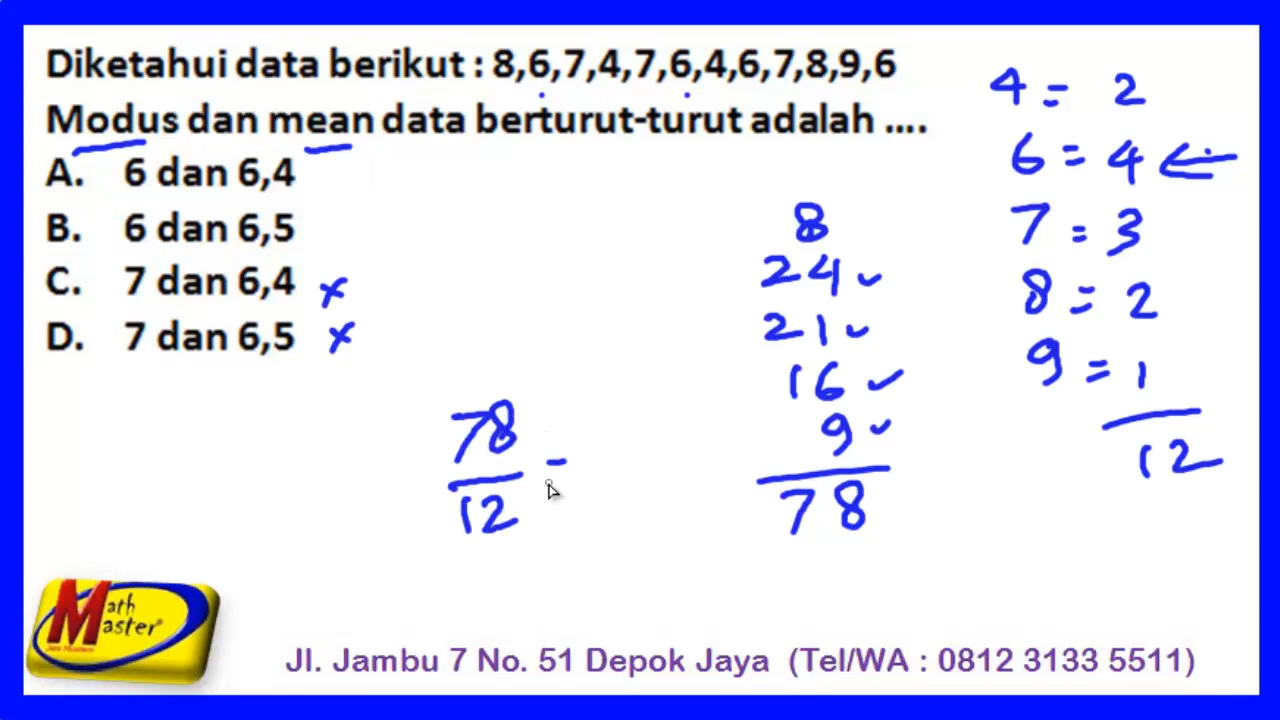 Diketahui data berikut : 8,6,7,4,7,6,4,6,7,8,9,6
Modus dan mean data berturut-turut adalah ....
A. 6 dan 6,4
B. 6 dan 6,5
C. 7 dan 6,4 x
D. 7 dan 6,5 x
4 = 2
6 = 4
7 = 3
8 = 2
9 = 1
12
8
24
21
16
9
78
78
12
=
Math
Master®
Jl. Jambu 7 No. 51 Depok Jaya (Tel/WA : 0812 3133 5511)